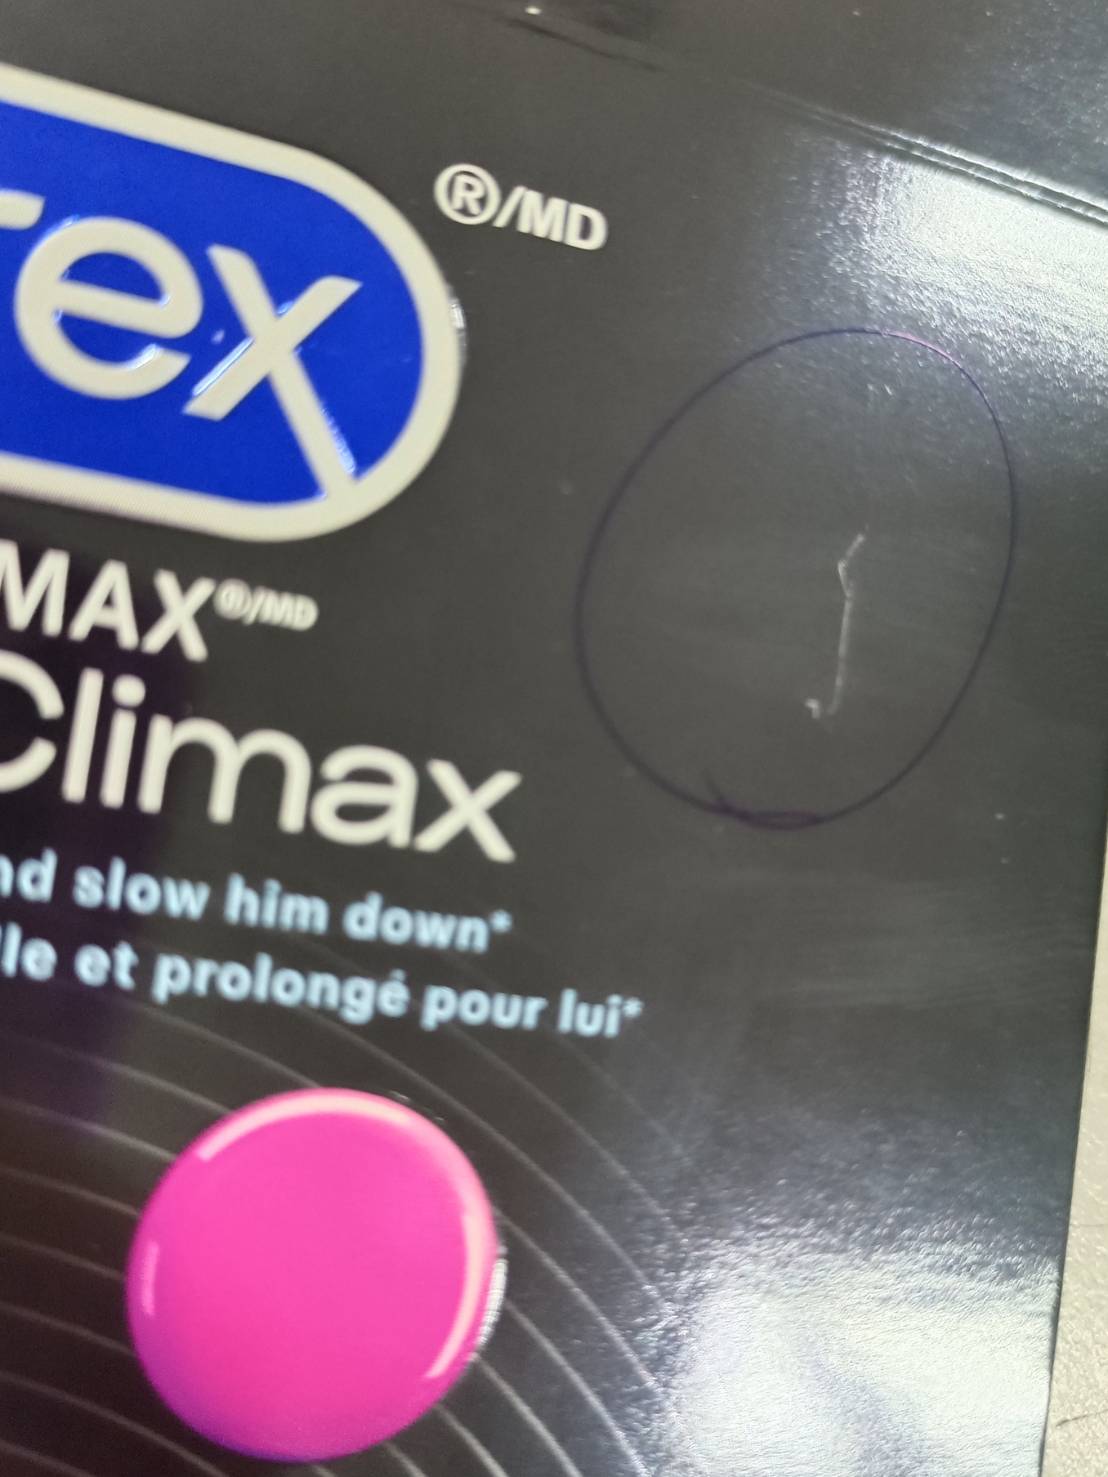 rex ®/MD
MAX®/MD
Climax
nd slow him down*
lle et prolongé pour lui*